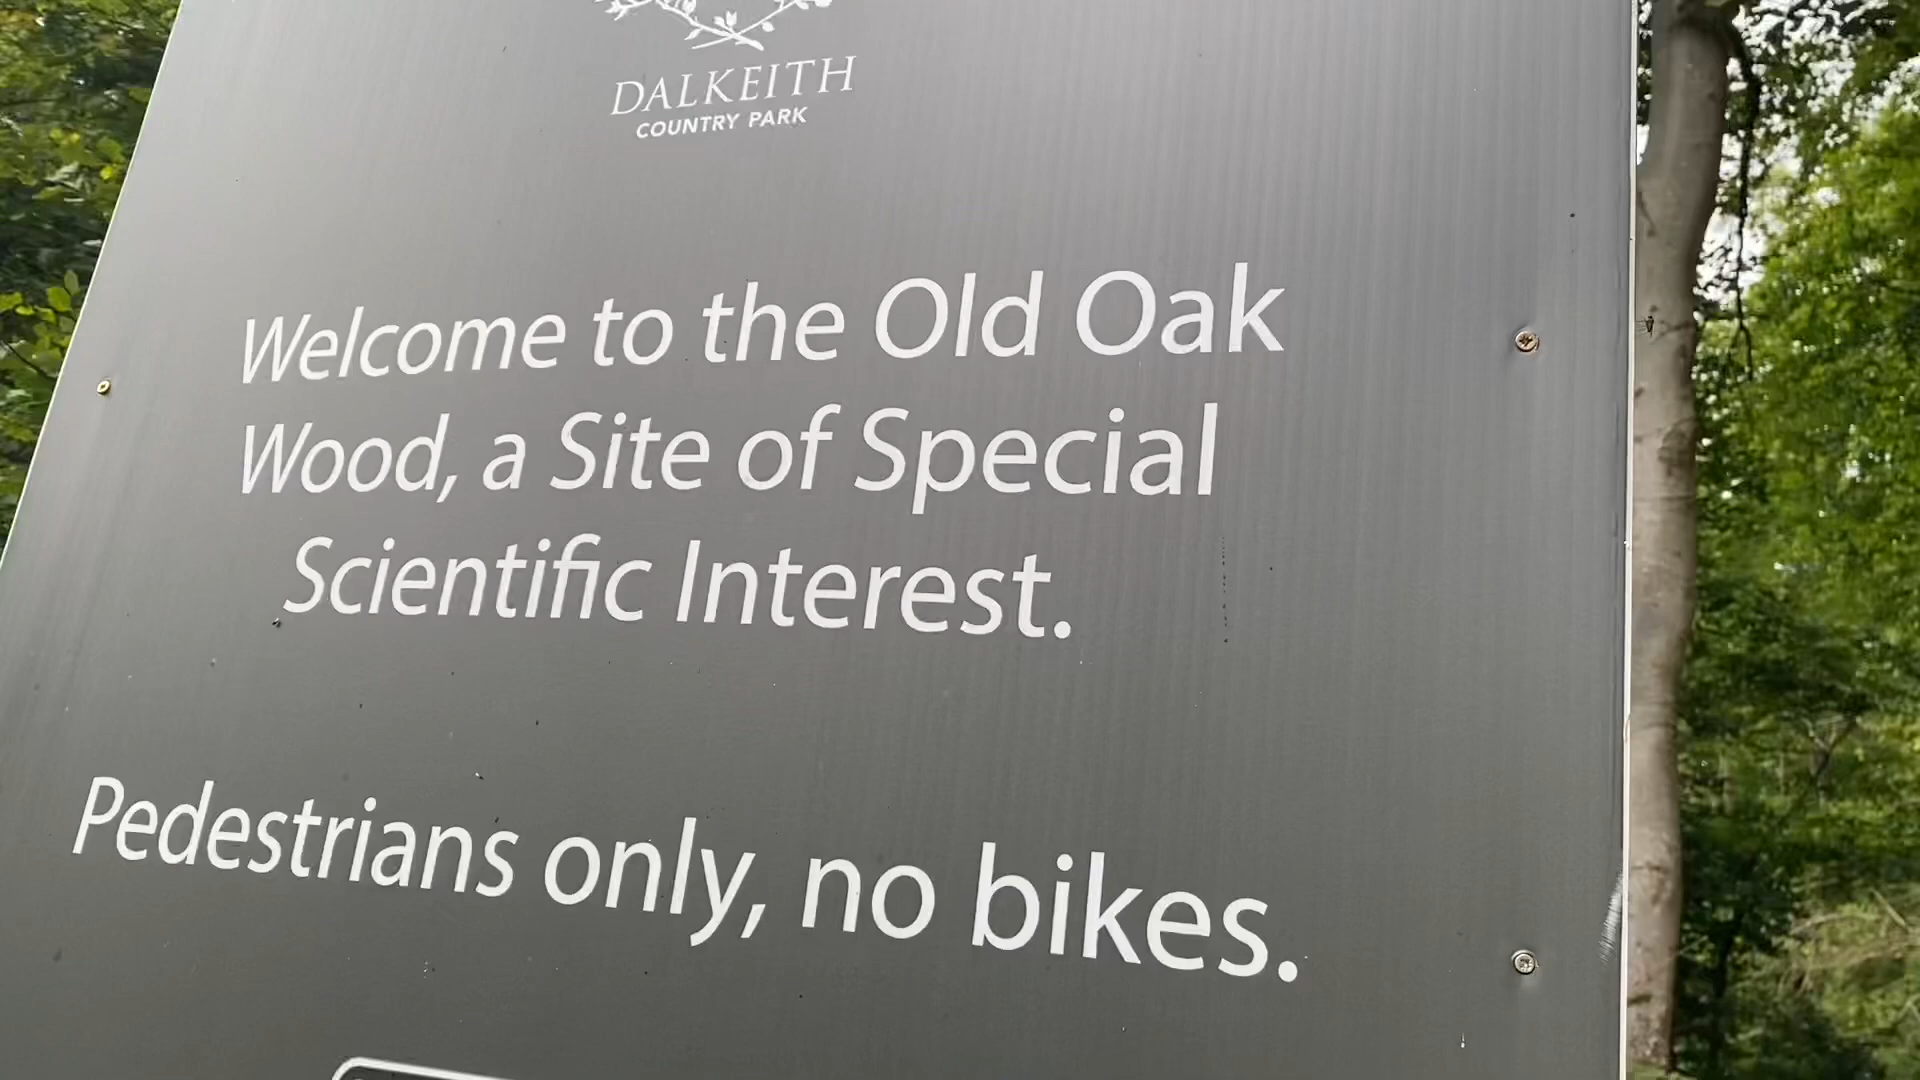 DALKEITH
COUNTRY PARK
Welcome to the Old Oak
Wood, a Site of Special
Scientific Interest.
Pedestrians only, no bikes.